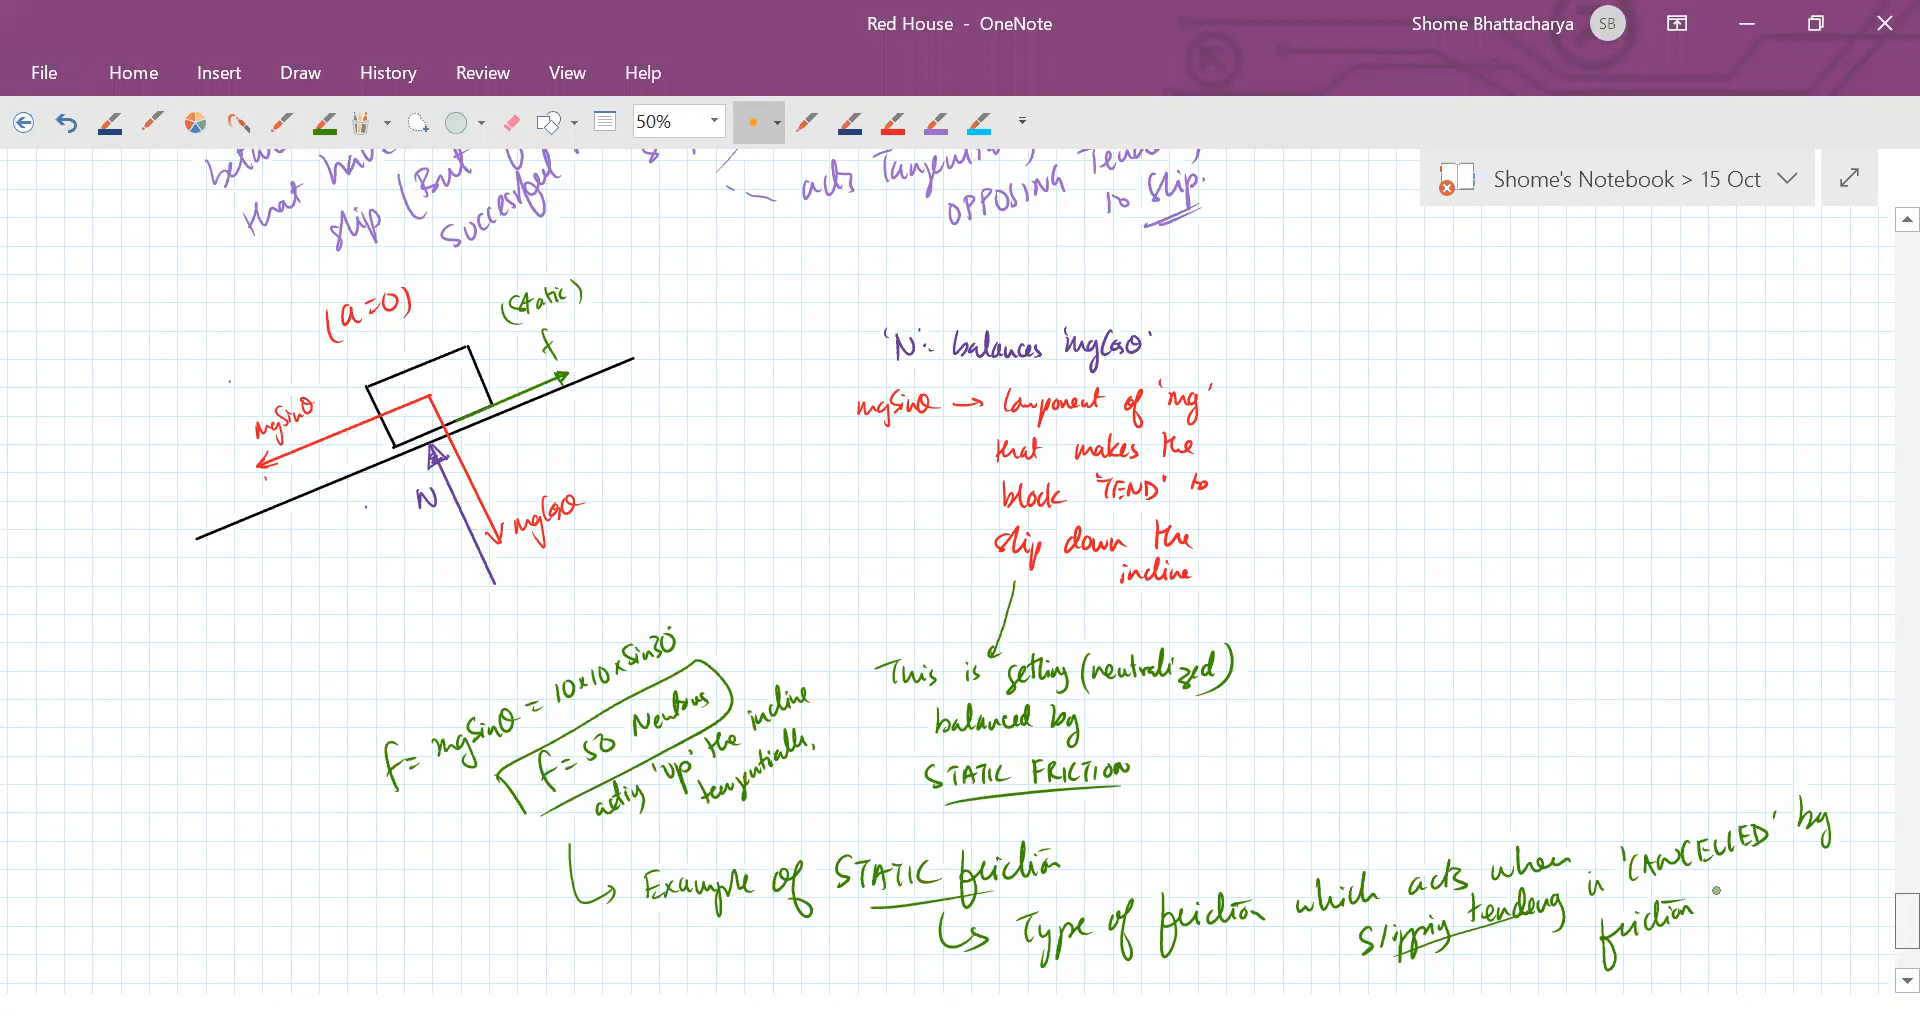 Red House - OneNote
Shome Bhattacharya
SB
File Home Insert Draw History Review View Help
50%
Shome's Notebook > 15 Oct
that have
slip (But
successful
acts Tangentia
OPPOSING Tend
to slip.
(a=0)
(static)
f
mgsinθ
N
mgCosθ
'N': balances 'mgCosθ'
mgsinθ → Component of 'mg'
that makes the
block 'TEND' to
slip down the
incline
This is getting (neutralized)
balanced by
STATIC FRICTION
f = mgsinθ = 10×10×sin30°
f = 50 Newtons
acting 'up' the incline
tangentially.
Example of STATIC friction
Type of friction which acts when
slipping tendency is 'CANCELLED' by
friction